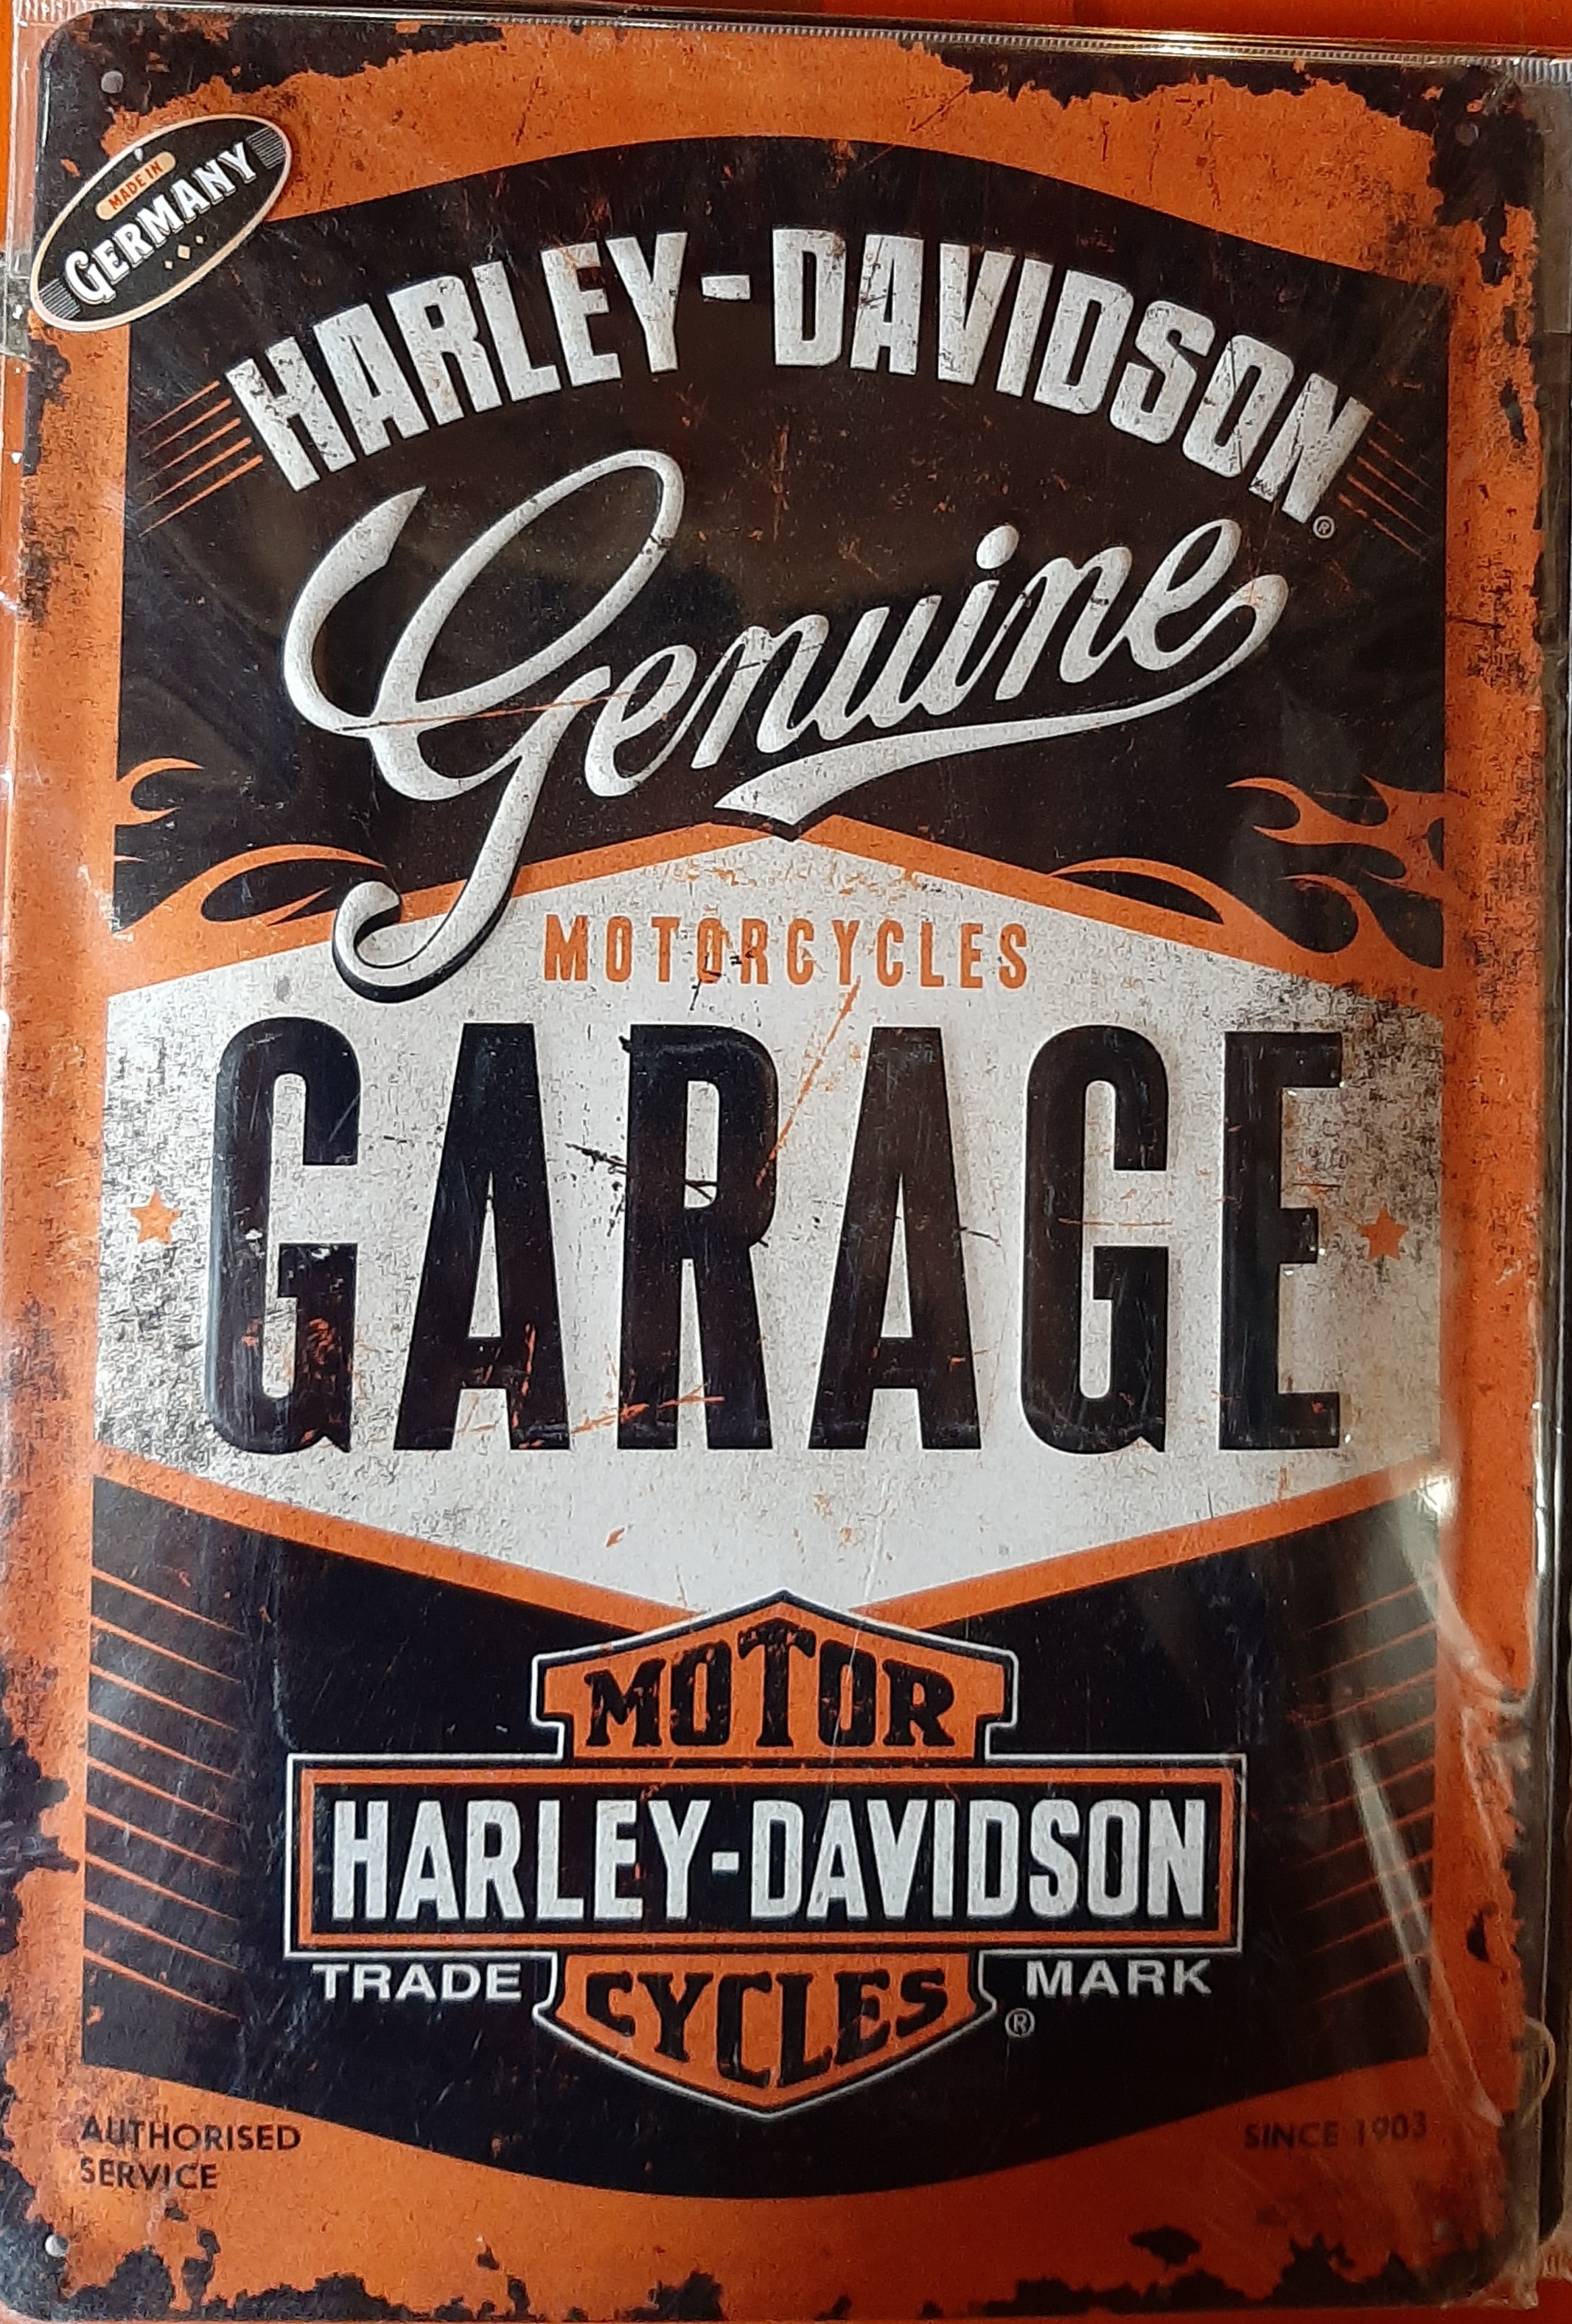 MADE IN
GERMANY
HARLEY-DAVIDSON®
Genuine
MOTORCYCLES
GARAGE
MOTOR
HARLEY-DAVIDSON
TRADE MARK
CYCLES ®
AUTHORISED
SERVICE
SINCE 1903